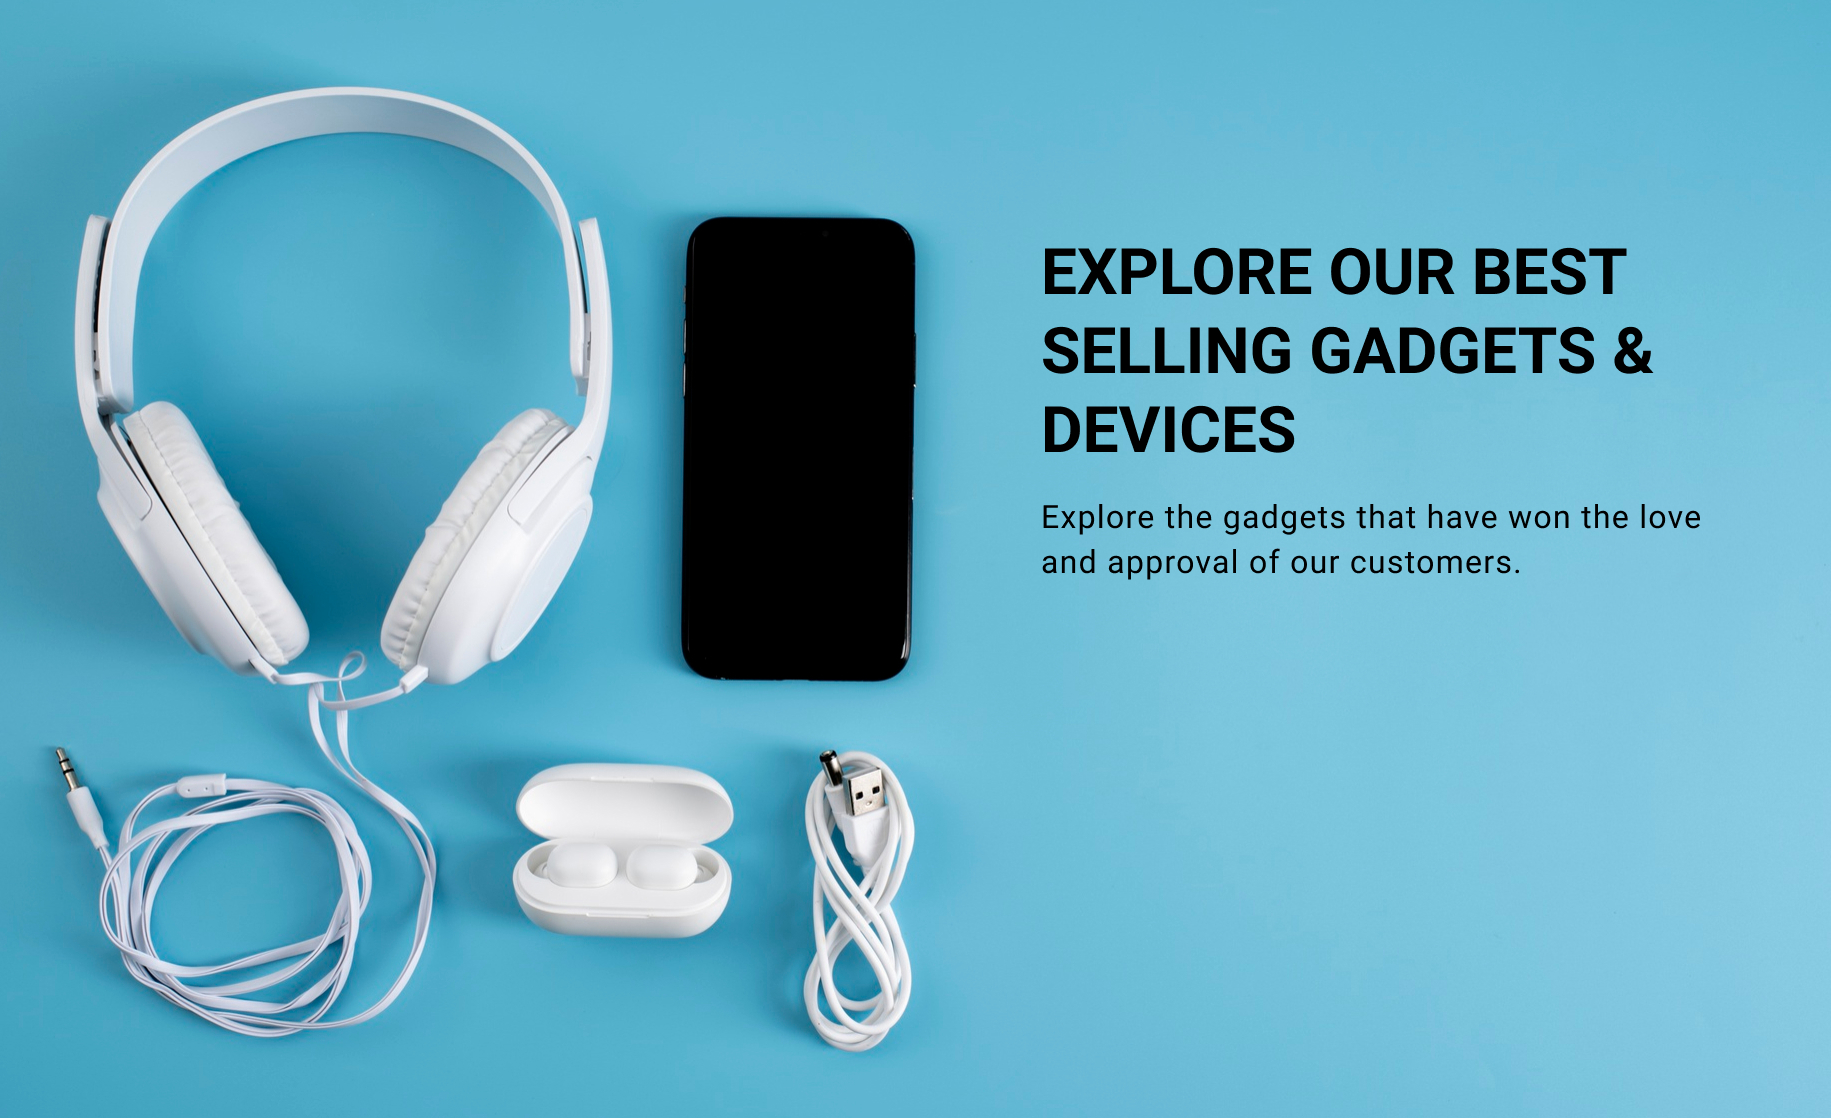 EXPLORE OUR BEST
SELLING GADGETS &
DEVICES
Explore the gadgets that have won the love
and approval of our customers.